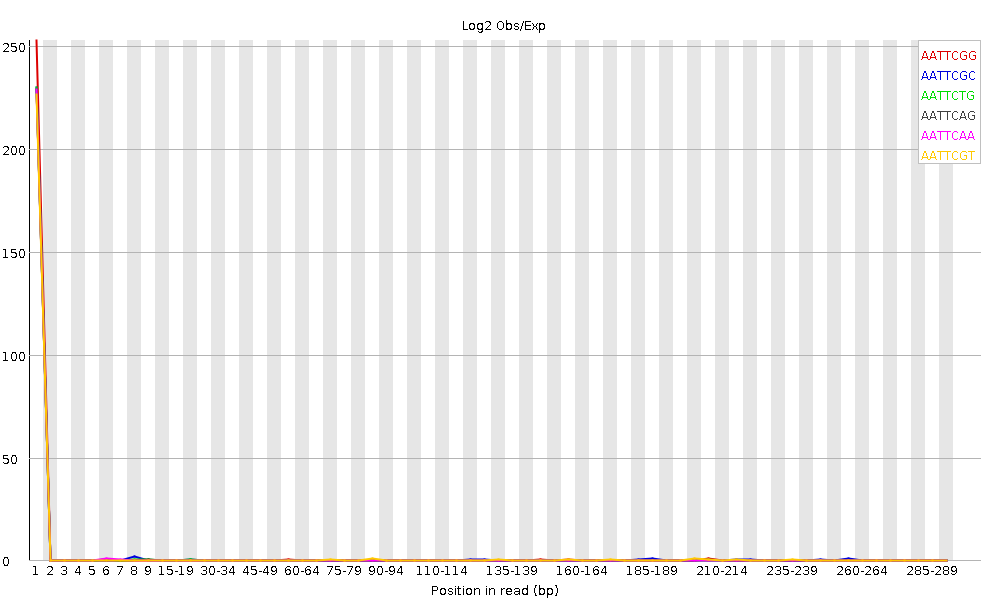 Log2 Obs/Exp
250
200
150
100
50
0
AATTCGG
AATTCGC
AATTCTG
AATTCAG
AATTCAA
AATTCGT
1 2 3 4 5 6 7 8 9 15-19 30-34 45-49 60-64 75-79 90-94 110-114 135-139 160-164 185-189 210-214 235-239 260-264 285-289
Position in read (bp)